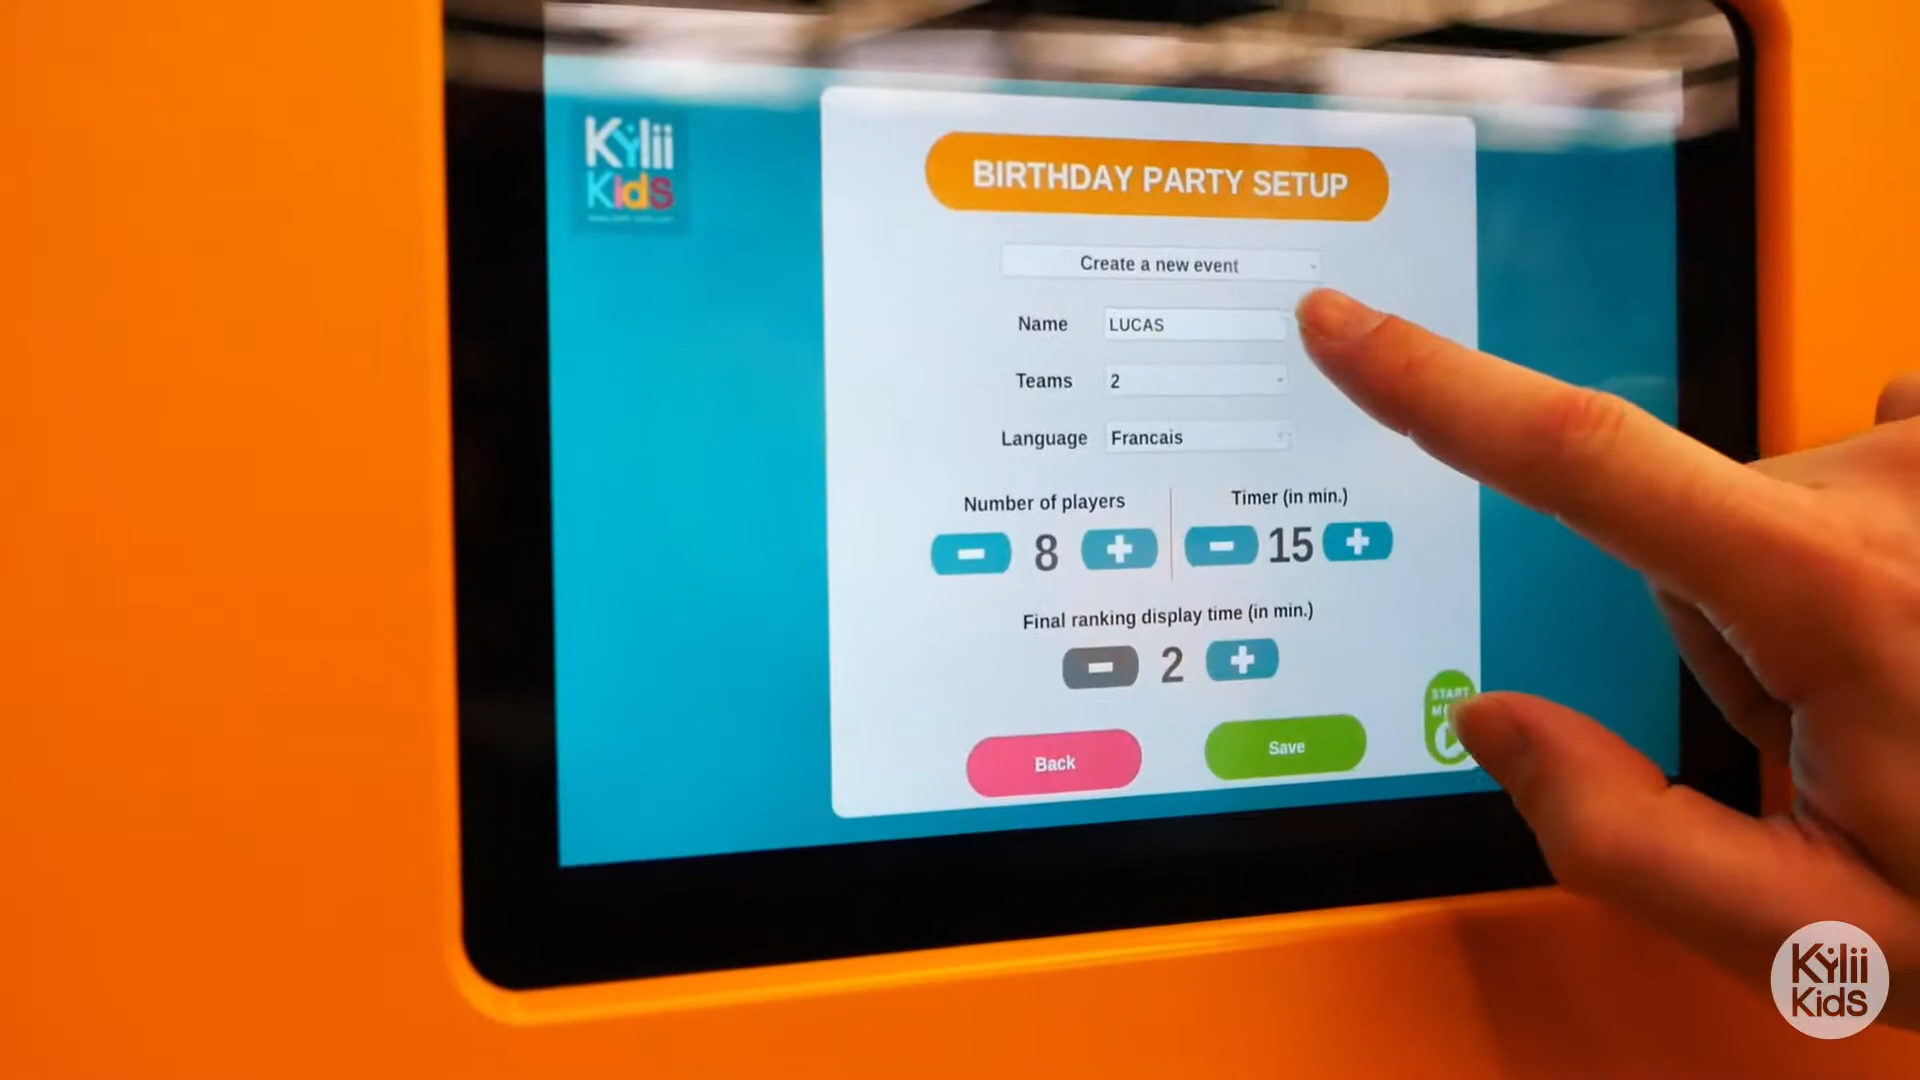 Kylii
Kids
BIRTHDAY PARTY SETUP
Create a new event
Name LUCAS
Teams 2
Language Francais
Number of players
8
Timer (in min.)
15
Final ranking display time (in min.)
2
START
Back
Save
Kylii
Kids